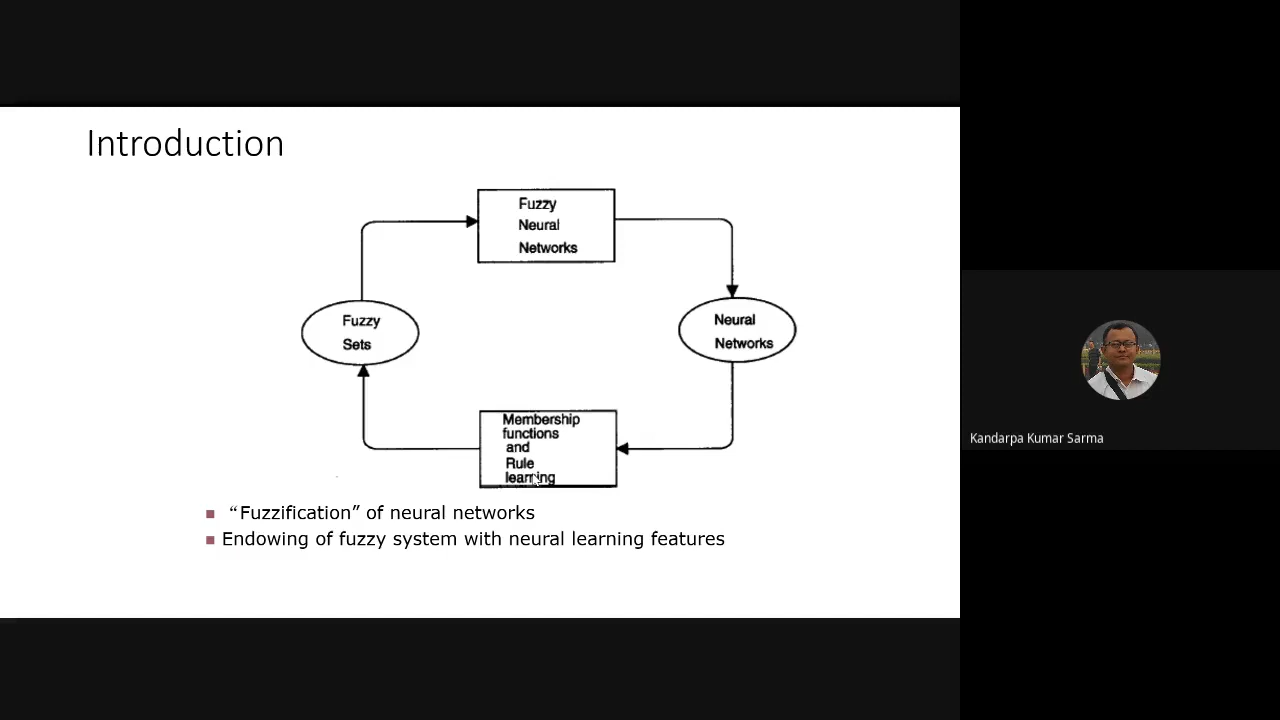 Introduction
Fuzzy
Neural
Networks
Fuzzy
Sets
Neural
Networks
Membership
functions
and
Rule
learning
“Fuzzification” of neural networks
Endowing of fuzzy system with neural learning features
Kandarpa Kumar Sarma